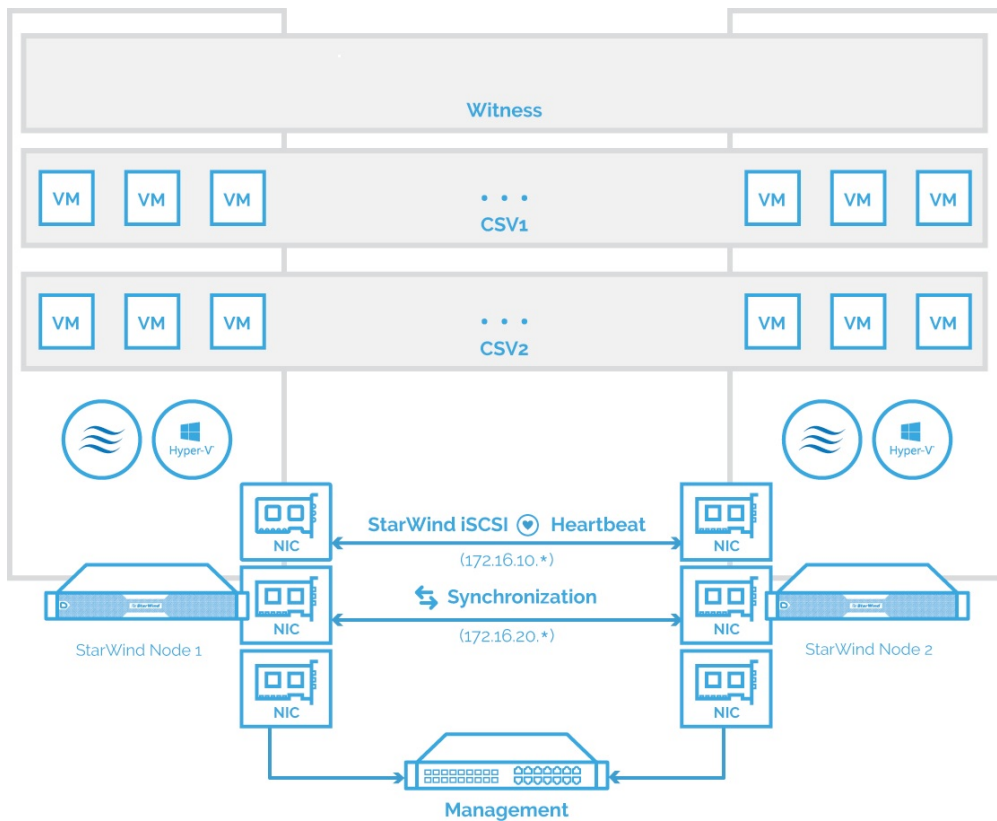 Witness
VM VM VM VM VM VM
CSV1
VM VM VM VM VM VM
CSV2
Hyper-V Hyper-V
StarWind iSCSI Heartbeat
NIC NIC
(172.16.10.*)
Synchronization
StarWind StarWind
NIC NIC
(172.16.20.*)
StarWind Node 1 StarWind Node 2
NIC NIC
Management